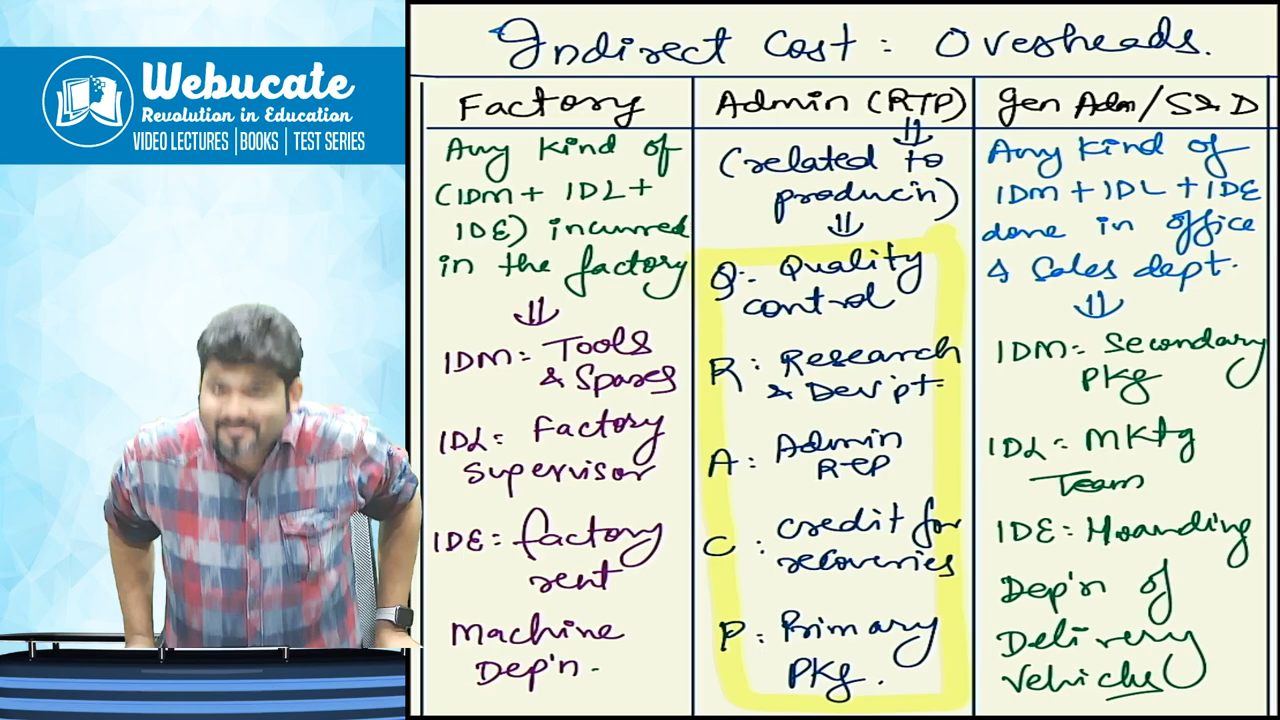 Webucate
Revolution in Education
VIDEO LECTURES | BOOKS | TEST SERIES
Indirect Cost : Overheads.
Factory
Any kind of
(IDM + IDL +
IDE) incurred
in the factory
⇓
IDM = Tools
& Spares
IDL = Factory
Supervisor
IDE = factory
rent
Machine
Dep'n.
Admin (RTP)
⇓
(related to
produc'n)
⇓
Q:- Quality
control
R : Research
& Dev'pt.
A : Admin
RTP
C : credit for
recoveries
P : Primary
PKg.
Gen Adm / S & D
Any kind of
IDM + IDL + IDE
done in office
& sales dept.
⇓
IDM = Secondary
PKg
IDL = MKtg
Team
IDE = Hoarding
Dep'n of
Delivery
Vehicles